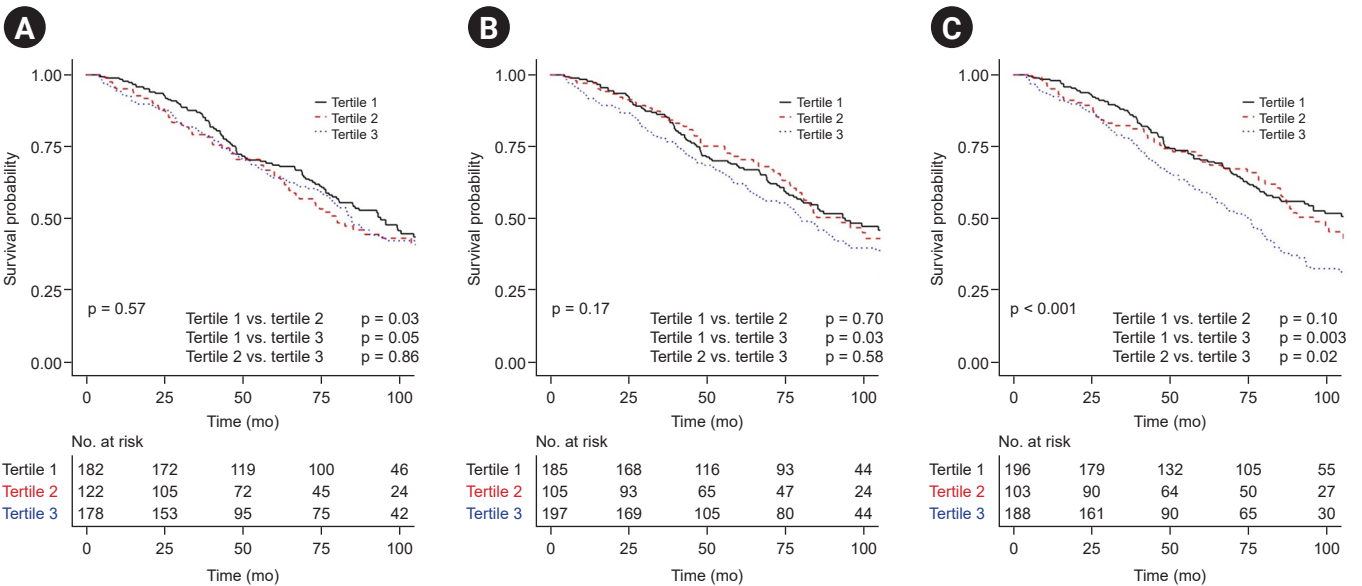 A
Survival probability
1.00
0.75
0.50
0.25
0.00
Tertile 1
Tertile 2
Tertile 3
p = 0.57
Tertile 1 vs. tertile 2 p = 0.03
Tertile 1 vs. tertile 3 p = 0.05
Tertile 2 vs. tertile 3 p = 0.86
0 25 50 75 100
Time (mo)
No. at risk
Tertile 1 182 172 119 100 46
Tertile 2 122 105 72 45 24
Tertile 3 178 153 95 75 42
0 25 50 75 100
Time (mo)
B
Survival probability
1.00
0.75
0.50
0.25
0.00
Tertile 1
Tertile 2
Tertile 3
p = 0.17
Tertile 1 vs. tertile 2 p = 0.70
Tertile 1 vs. tertile 3 p = 0.03
Tertile 2 vs. tertile 3 p = 0.58
0 25 50 75 100
Time (mo)
No. at risk
Tertile 1 185 168 116 93 44
Tertile 2 105 93 65 47 24
Tertile 3 197 169 105 80 44
0 25 50 75 100
Time (mo)
C
Survival probability
1.00
0.75
0.50
0.25
0.00
Tertile 1
Tertile 2
Tertile 3
p < 0.001
Tertile 1 vs. tertile 2 p = 0.10
Tertile 1 vs. tertile 3 p = 0.003
Tertile 2 vs. tertile 3 p = 0.02
0 25 50 75 100
Time (mo)
No. at risk
Tertile 1 196 179 132 105 55
Tertile 2 103 90 64 50 27
Tertile 3 188 161 90 65 30
0 25 50 75 100
Time (mo)